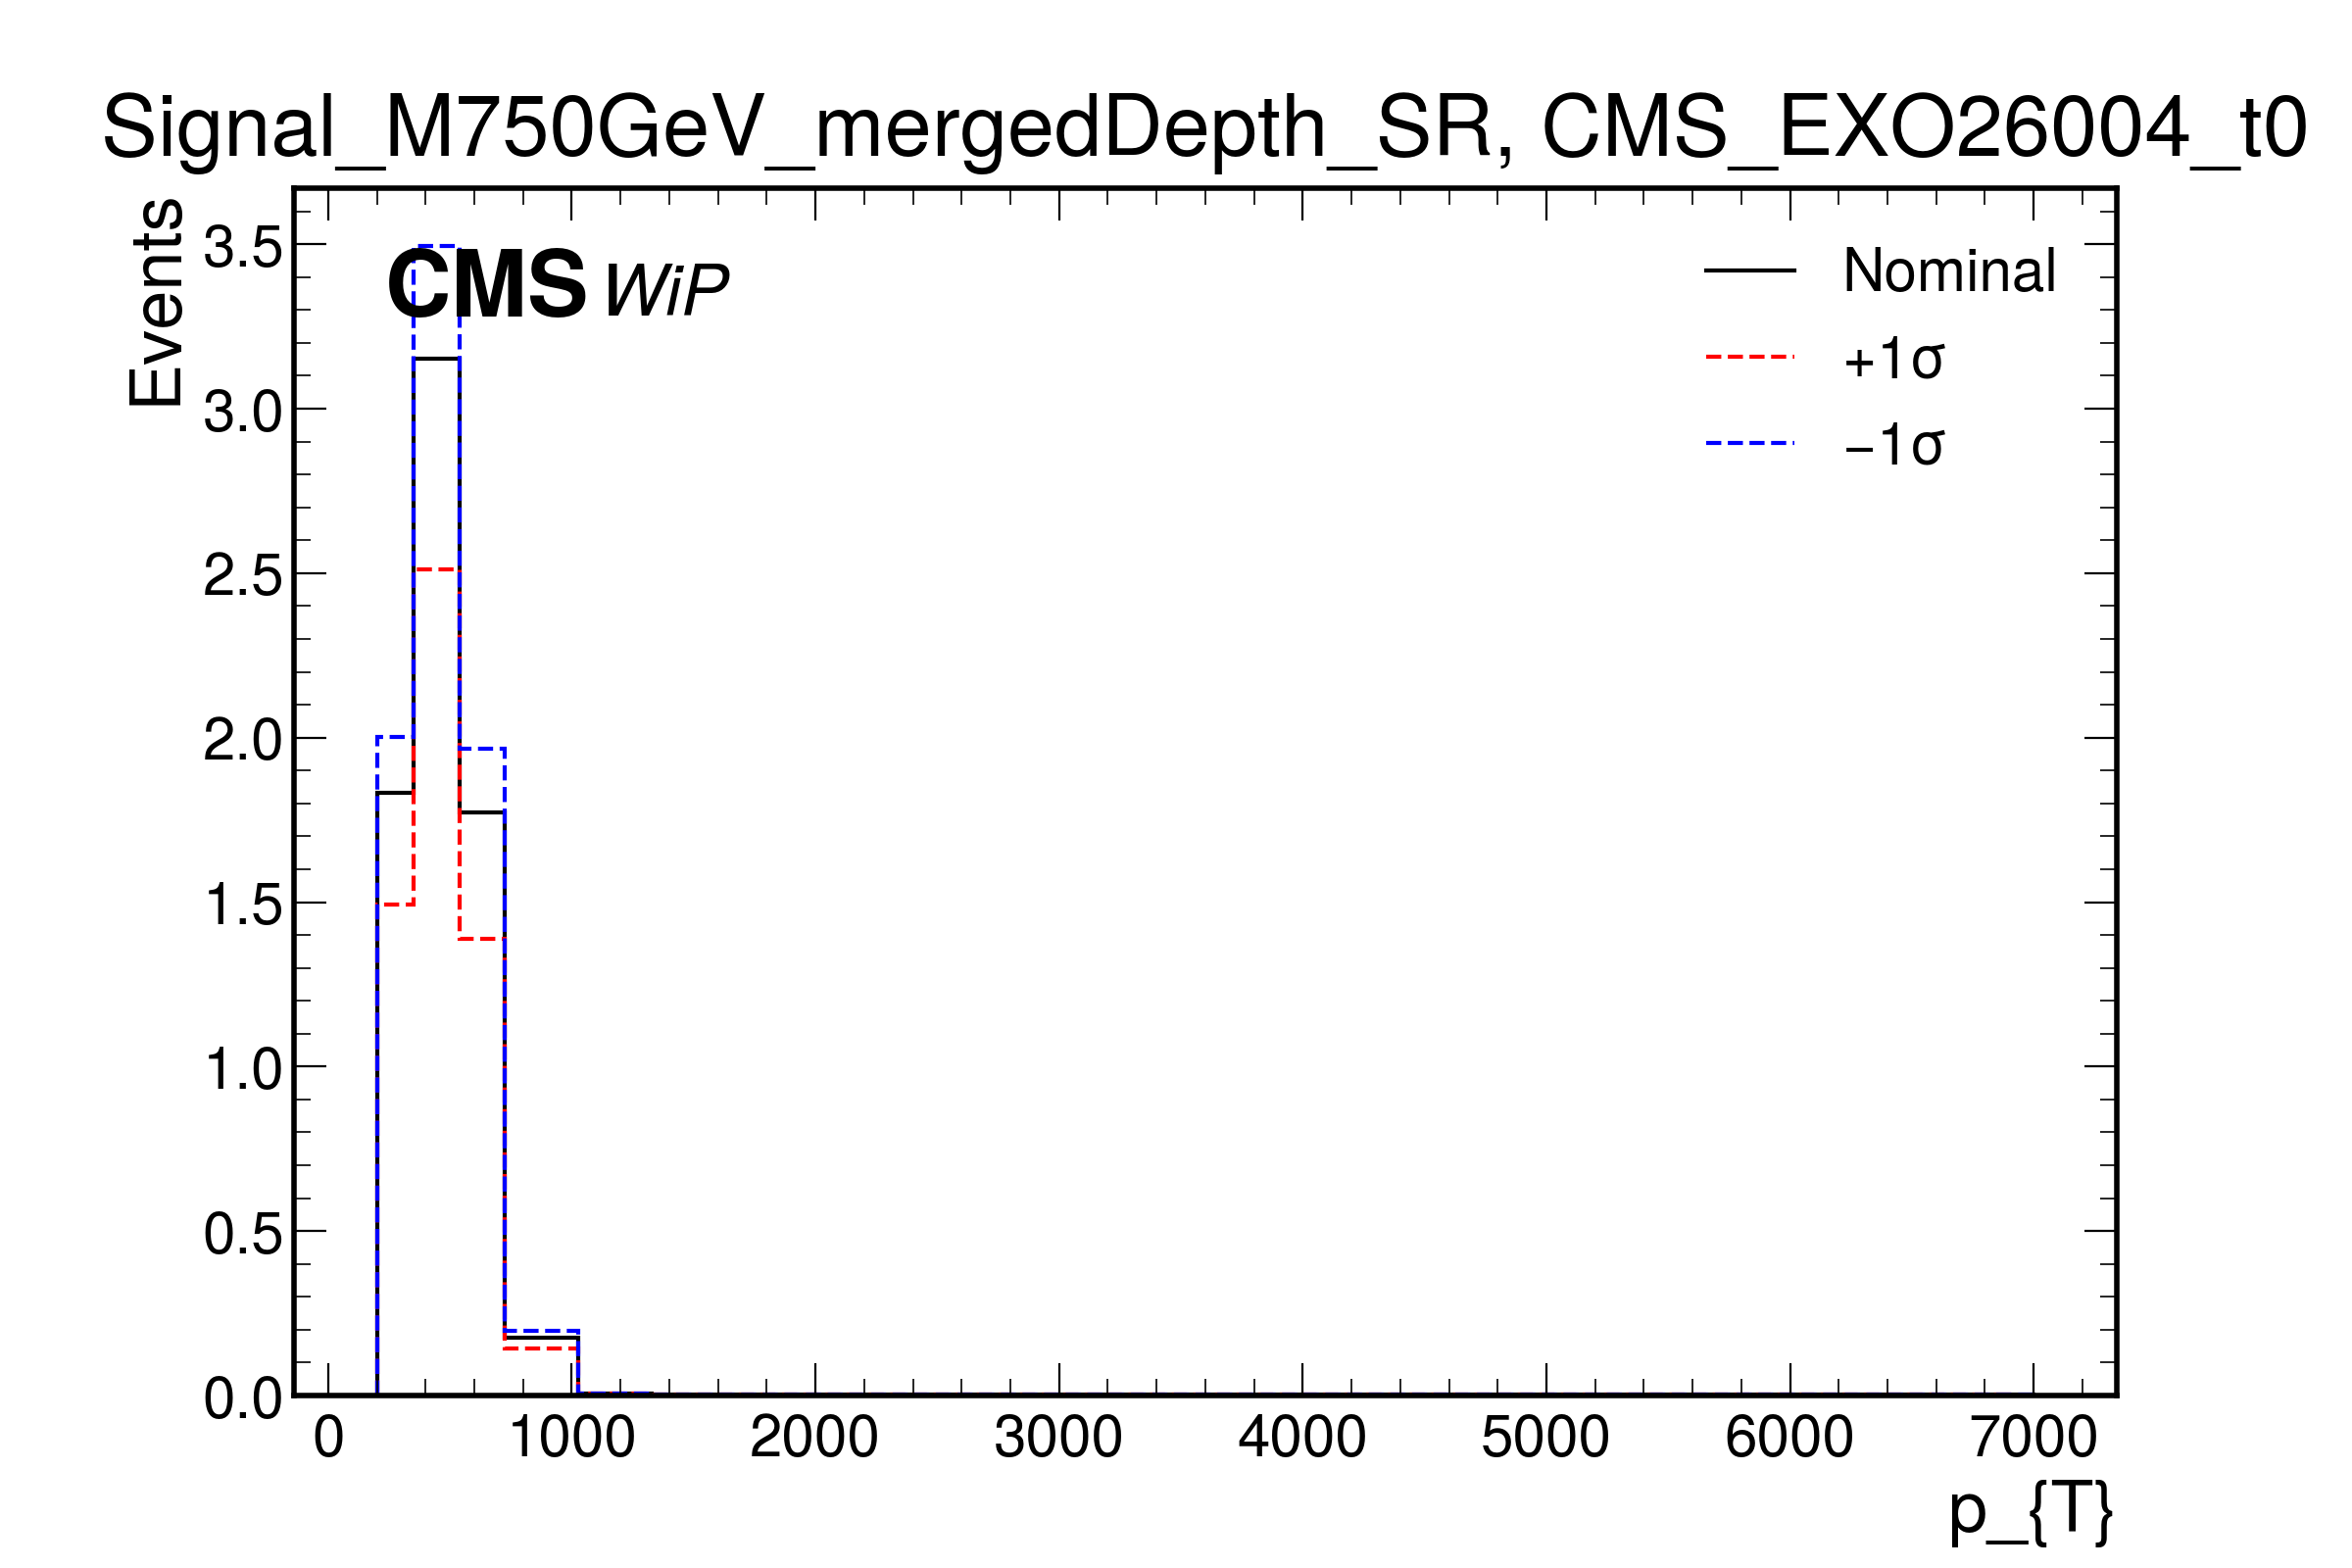 Signal_M750GeV_mergedDepth_SR, CMS_EXO26004_t0
Events
CMS WiP
Nominal
+1σ
−1σ
3.5
3.0
2.5
2.0
1.5
1.0
0.5
0.0
0 1000 2000 3000 4000 5000 6000 7000
p_{T}